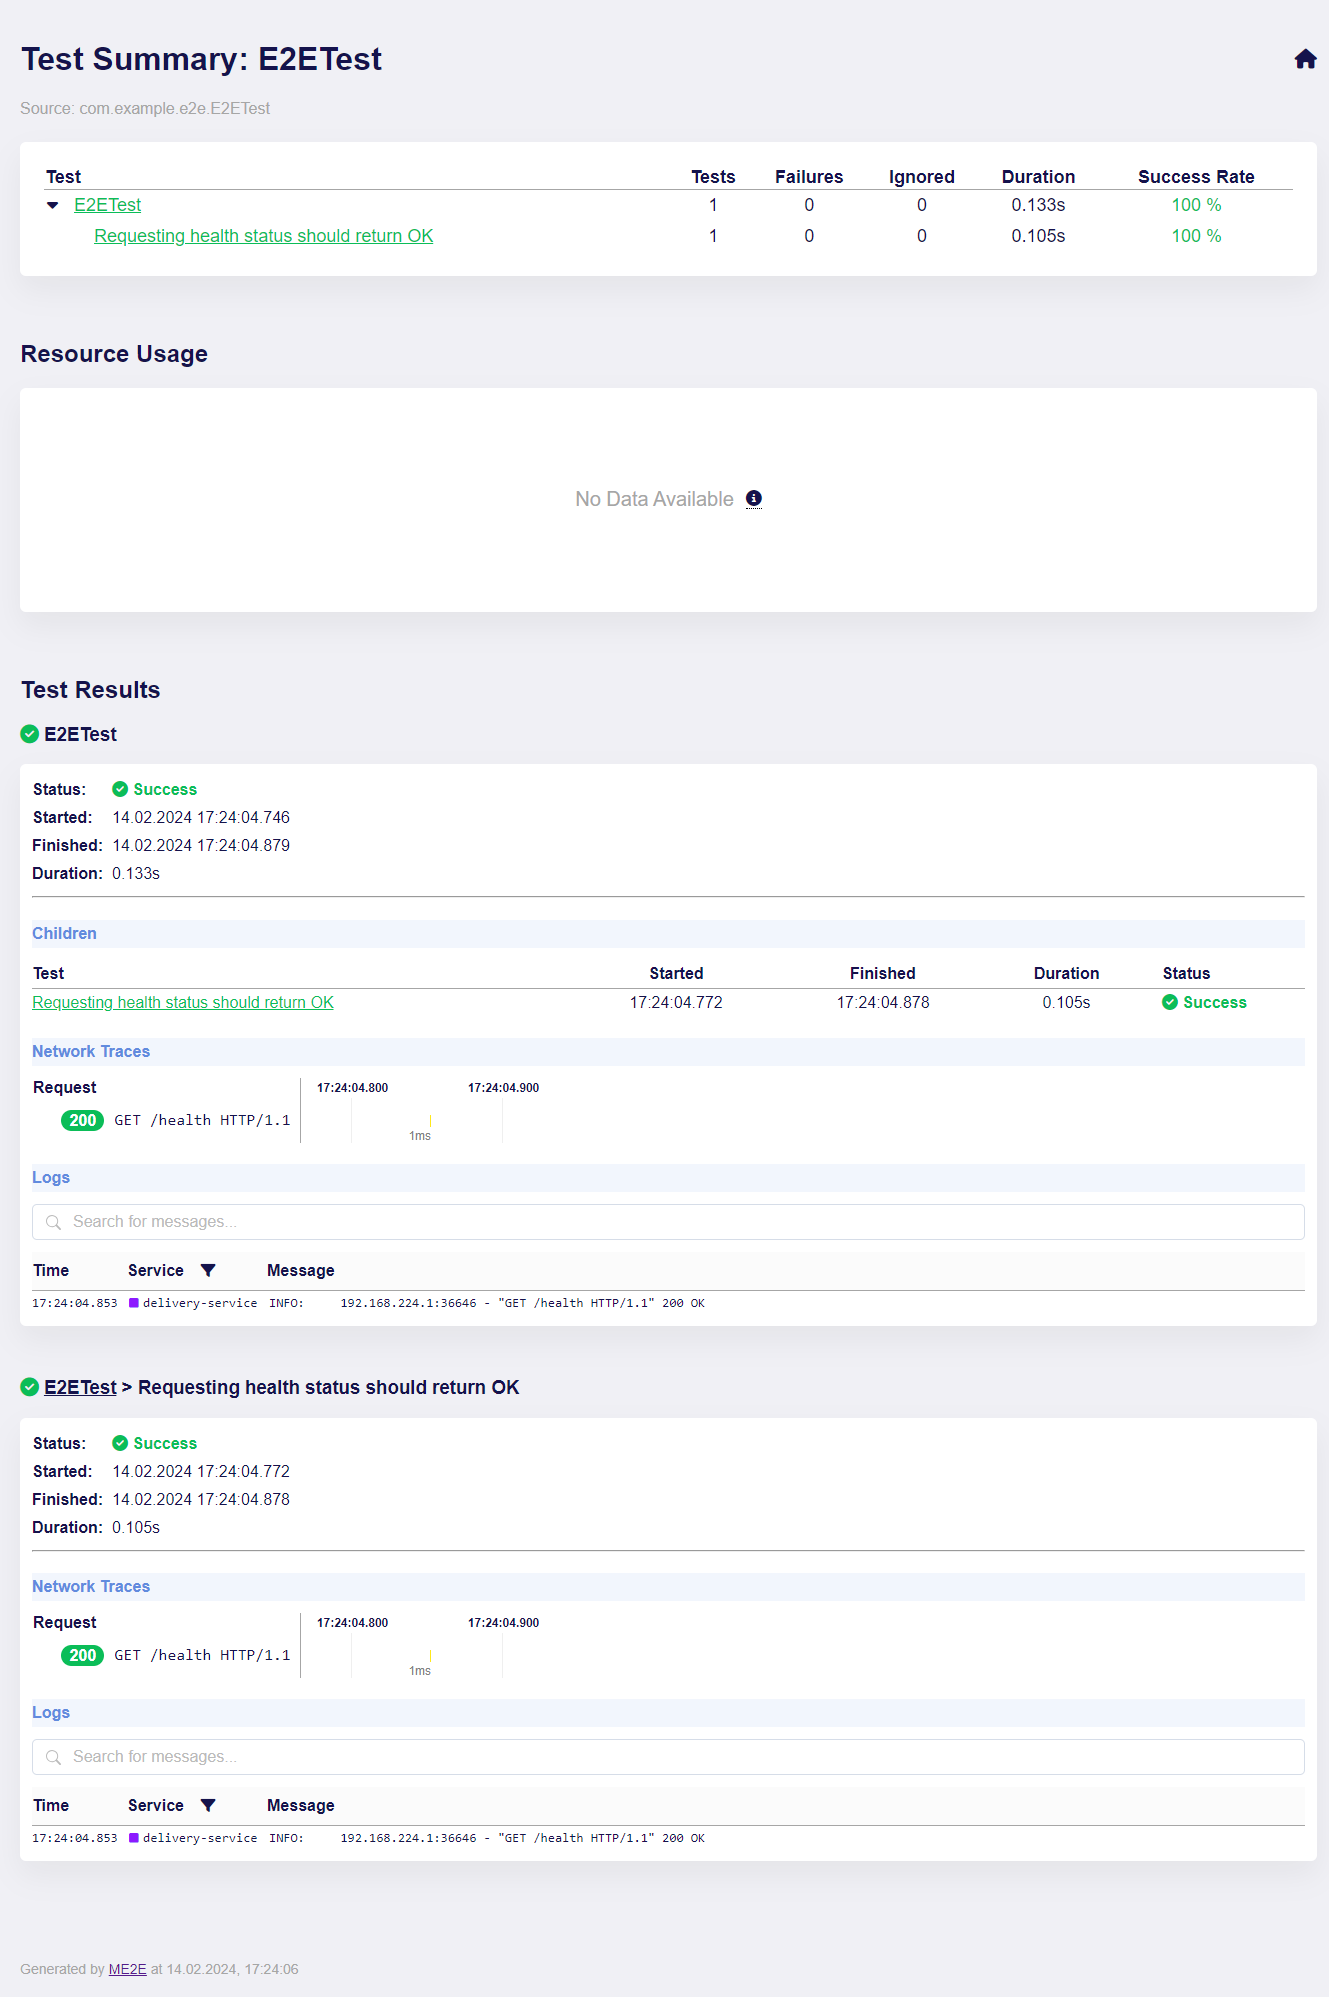 Test Summary: E2ETest
Source: com.example.e2e.E2ETest
Test Tests Failures Ignored Duration Success Rate
E2ETest 1 0 0 0.133s 100 %
Requesting health status should return OK 1 0 0 0.105s 100 %
Resource Usage
No Data Available
Test Results
E2ETest
Status: Success
Started: 14.02.2024 17:24:04.746
Finished: 14.02.2024 17:24:04.879
Duration: 0.133s
Children
Test Started Finished Duration Status
Requesting health status should return OK 17:24:04.772 17:24:04.878 0.105s Success
Network Traces
Request 17:24:04.800 17:24:04.900
200 GET /health HTTP/1.1
1ms
Logs
Search for messages...
Time Service Message
17:24:04.853 delivery-service INFO: 192.168.224.1:36646 - "GET /health HTTP/1.1" 200 OK
E2ETest > Requesting health status should return OK
Status: Success
Started: 14.02.2024 17:24:04.772
Finished: 14.02.2024 17:24:04.878
Duration: 0.105s
Network Traces
Request 17:24:04.800 17:24:04.900
200 GET /health HTTP/1.1
1ms
Logs
Search for messages...
Time Service Message
17:24:04.853 delivery-service INFO: 192.168.224.1:36646 - "GET /health HTTP/1.1" 200 OK
Generated by ME2E at 14.02.2024, 17:24:06